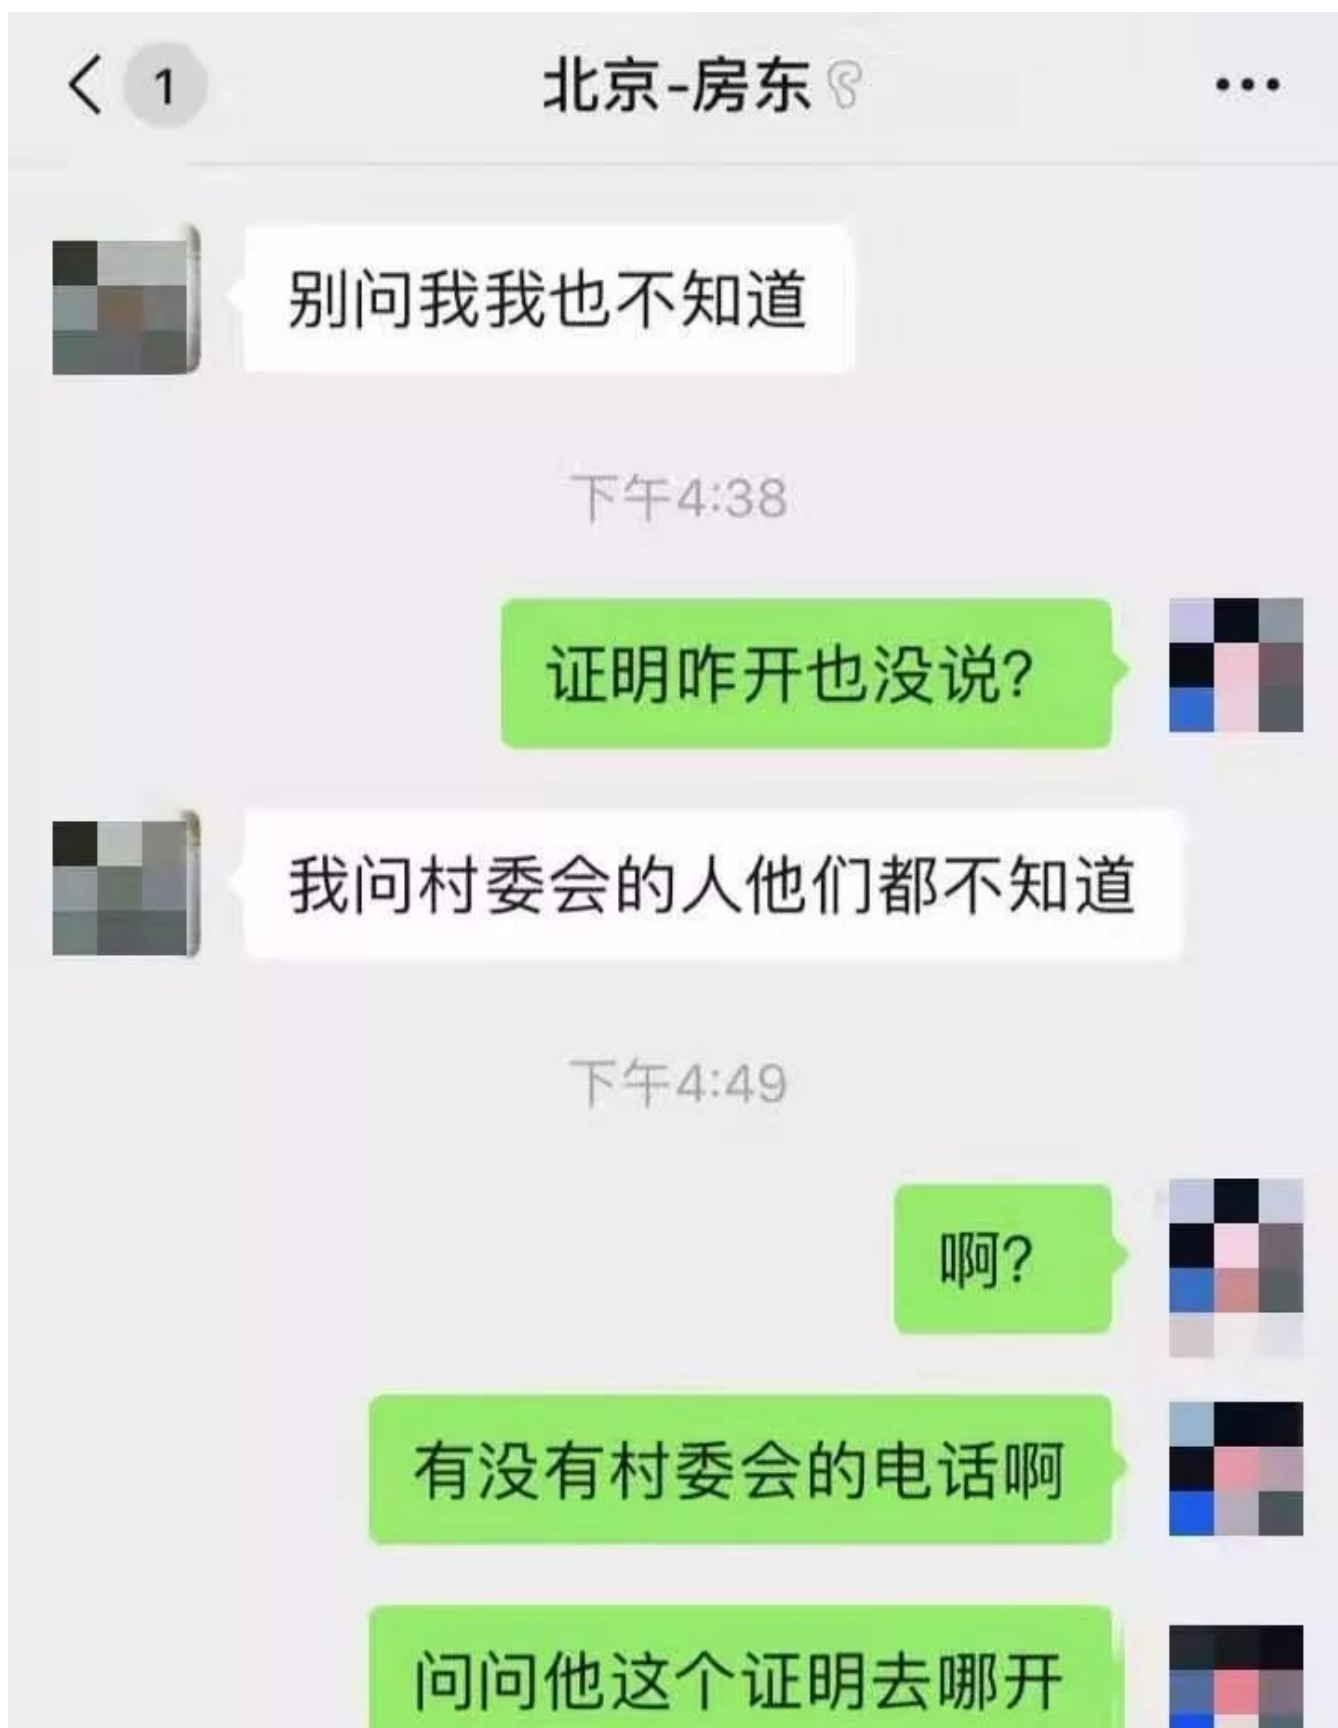 1
北京-房东
别问我我也不知道
下午4:38
证明咋开也没说?
我问村委会的人他们都不知道
下午4:49
啊?
有没有村委会的电话啊
问问他这个证明去哪开